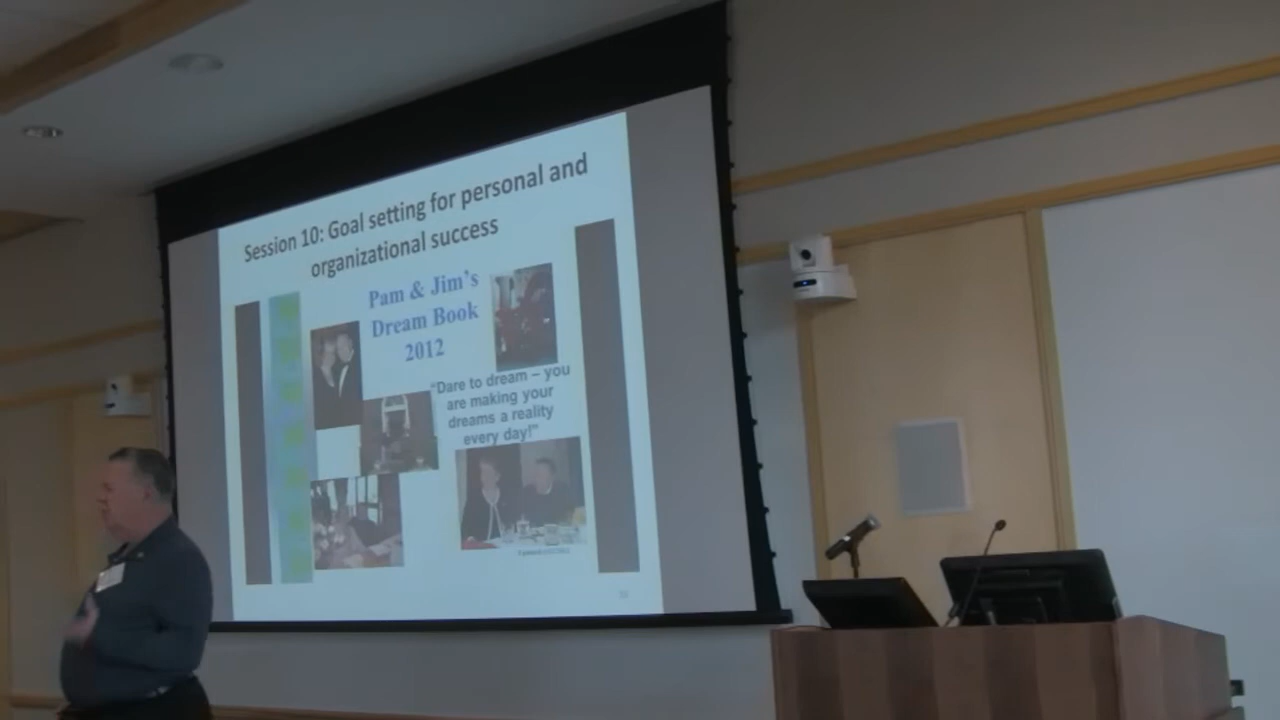 Session 10: Goal setting for personal and
organizational success
Pam & Jim's
Dream Book
2012
"Dare to dream – you
are making your
dreams a reality
every day!"